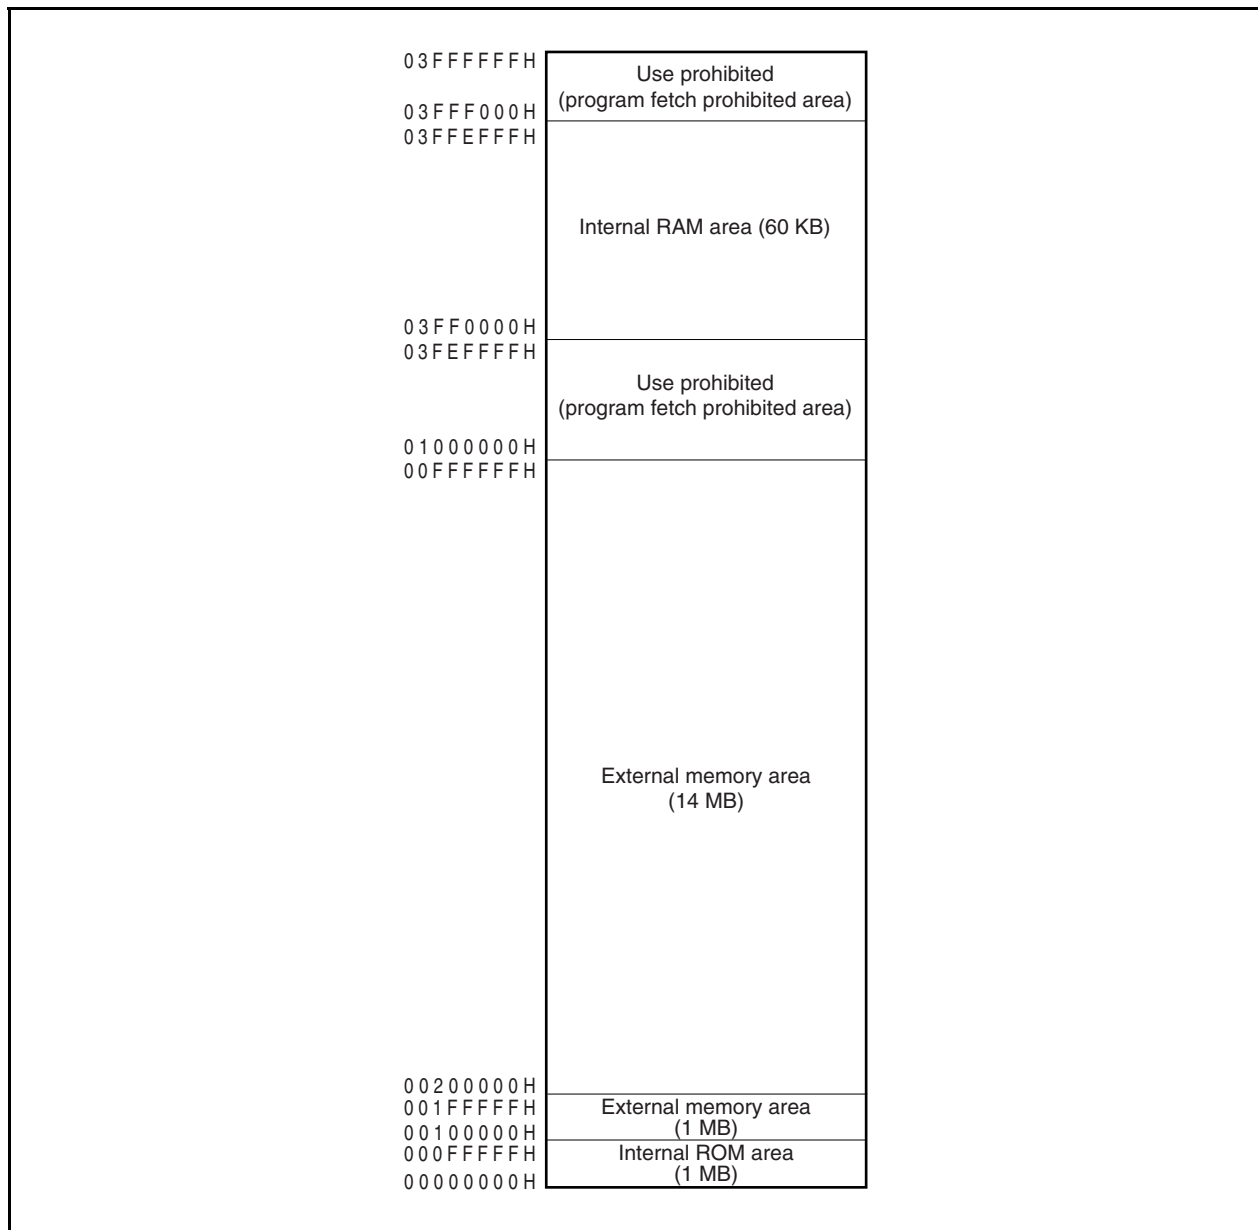 03FFFFFFH
Use prohibited
(program fetch prohibited area)
03FFF000H
03FFEFFFH
Internal RAM area (60 KB)
03FF0000H
03FEFFFFH
Use prohibited
(program fetch prohibited area)
01000000H
00FFFFFFH
External memory area
(14 MB)
00200000H
001FFFFFH
External memory area
(1 MB)
00100000H
000FFFFFH
Internal ROM area
(1 MB)
00000000H